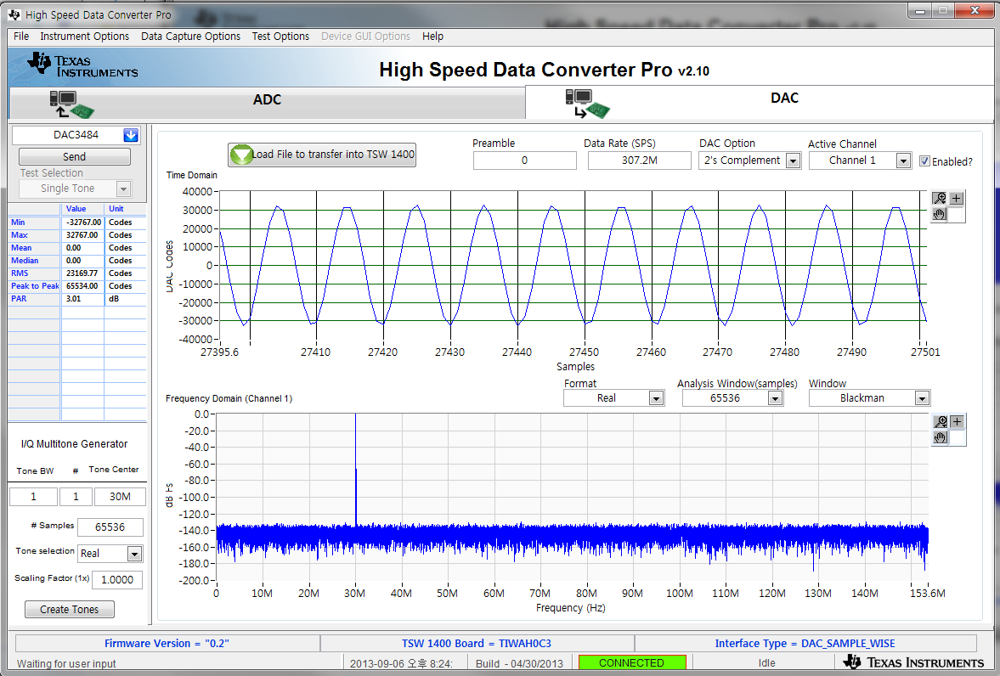 High Speed Data Converter Pro
File Instrument Options Data Capture Options Test Options Device GUI Options Help
TEXAS INSTRUMENTS
High Speed Data Converter Pro v2.10
ADC
DAC
DAC3484
Send
Test Selection
Single Tone
Value Unit
Min -32767.00 Codes
Max 32767.00 Codes
Mean 0.00 Codes
Median 0.00 Codes
RMS 23169.77 Codes
Peak to Peak 65534.00 Codes
PAR 3.01 dB
I/Q Multitone Generator
Tone BW # Tone Center
1 1 30M
# Samples 65536
Tone selection Real
Scaling Factor (1x) 1.0000
Create Tones
Load File to transfer into TSW 1400
Preamble
0
Data Rate (SPS)
307.2M
DAC Option
2's Complement
Active Channel
Channel 1
Enabled?
Time Domain
DAC Codes
40000
30000
20000
10000
0
-10000
-20000
-30000
-40000
27395.6 27410 27420 27430 27440 27450 27460 27470 27480 27490 27501
Samples
Format
Real
Analysis Window(samples)
65536
Window
Blackman
Frequency Domain (Channel 1)
dB Fs
0.0
-20.0
-40.0
-60.0
-80.0
-100.0
-120.0
-140.0
-160.0
-180.0
-200.0
0 10M 20M 30M 40M 50M 60M 70M 80M 90M 100M 110M 120M 130M 140M 153.6M
Frequency (Hz)
Firmware Version = "0.2" TSW 1400 Board = TIWAH0C3 Interface Type = DAC_SAMPLE_WISE
Waiting for user input 2013-09-06 오후 8:24: Build - 04/30/2013 CONNECTED Idle TEXAS INSTRUMENTS